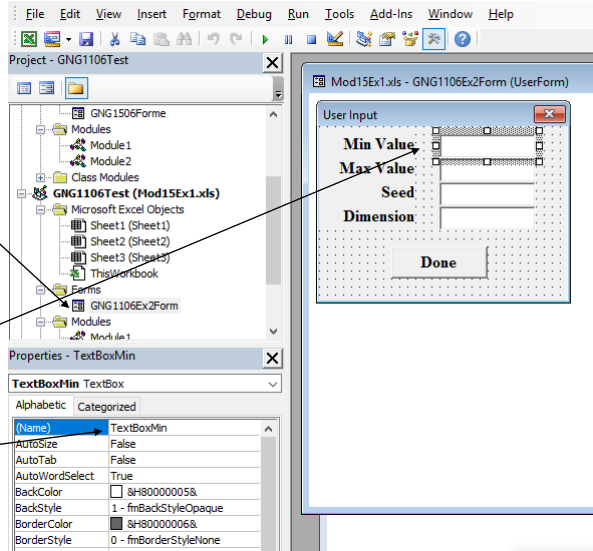 File Edit View Insert Format Debug Run Tools Add-Ins Window Help
Project - GNG1106Test
GNG1506Forme
Modules
Module1
Module2
Class Modules
GNG1106Test (Mod15Ex1.xls)
Microsoft Excel Objects
Sheet1 (Sheet1)
Sheet2 (Sheet2)
Sheet3 (Sheet3)
ThisWorkbook
Forms
GNG1106Ex2Form
Modules
Module1
Properties - TextBoxMin
TextBoxMin TextBox
Alphabetic Categorized
(Name) TextBoxMin
AutoSize False
AutoTab False
AutoWordSelect True
BackColor &H80000005&
BackStyle 1 - fmBackStyleOpaque
BorderColor &H80000006&
BorderStyle 0 - fmBorderStyleNone
Mod15Ex1.xls - GNG1106Ex2Form (UserForm)
User Input
Min Value
Max Value
Seed
Dimension
Done